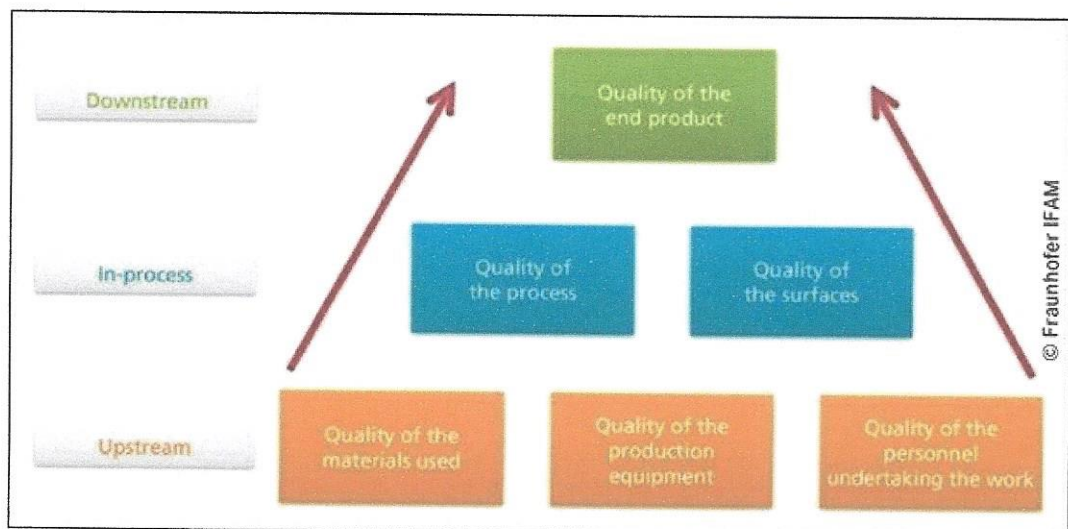 Downstream
Quality of the
end product
In-process
Quality of
the process
Quality of
the surfaces
Upstream
Quality of the
materials used
Quality of the
production
equipment
Quality of the
personnel
undertaking the work
© Fraunhofer IFAM